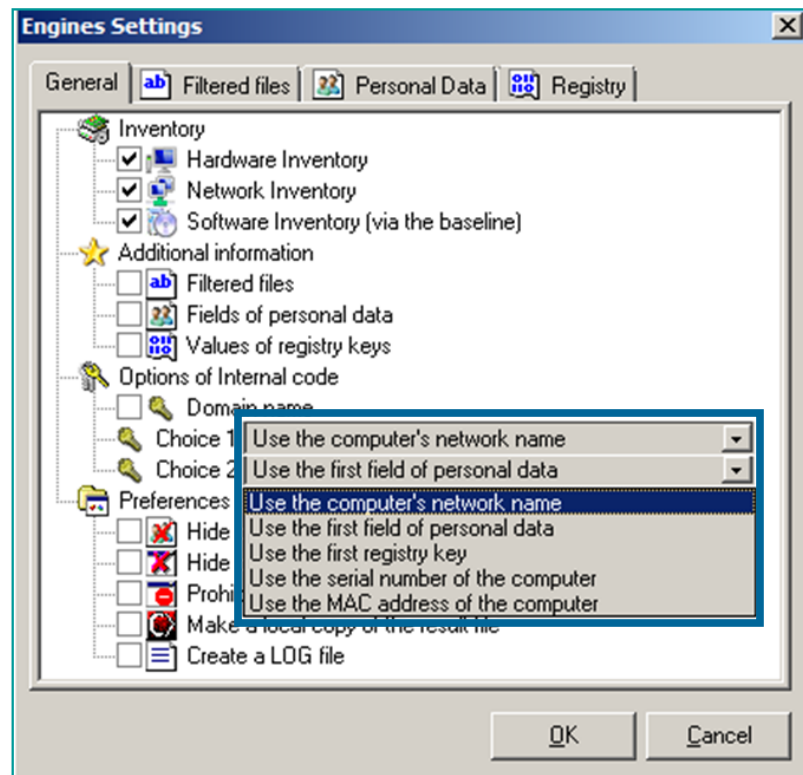 Engines Settings
General Filtered files Personal Data Registry
Inventory
Hardware Inventory
Network Inventory
Software Inventory (via the baseline)
Additional information
Filtered files
Fields of personal data
Values of registry keys
Options of Internal code
Domain name
Choice 1 Use the computer's network name
Choice 2 Use the first field of personal data
Preferences Use the computer's network name
Hide Use the first field of personal data
Use the first registry key
Hide Use the serial number of the computer
Use the MAC address of the computer
Make a local copy of the result file
Create a LOG file
OK Cancel